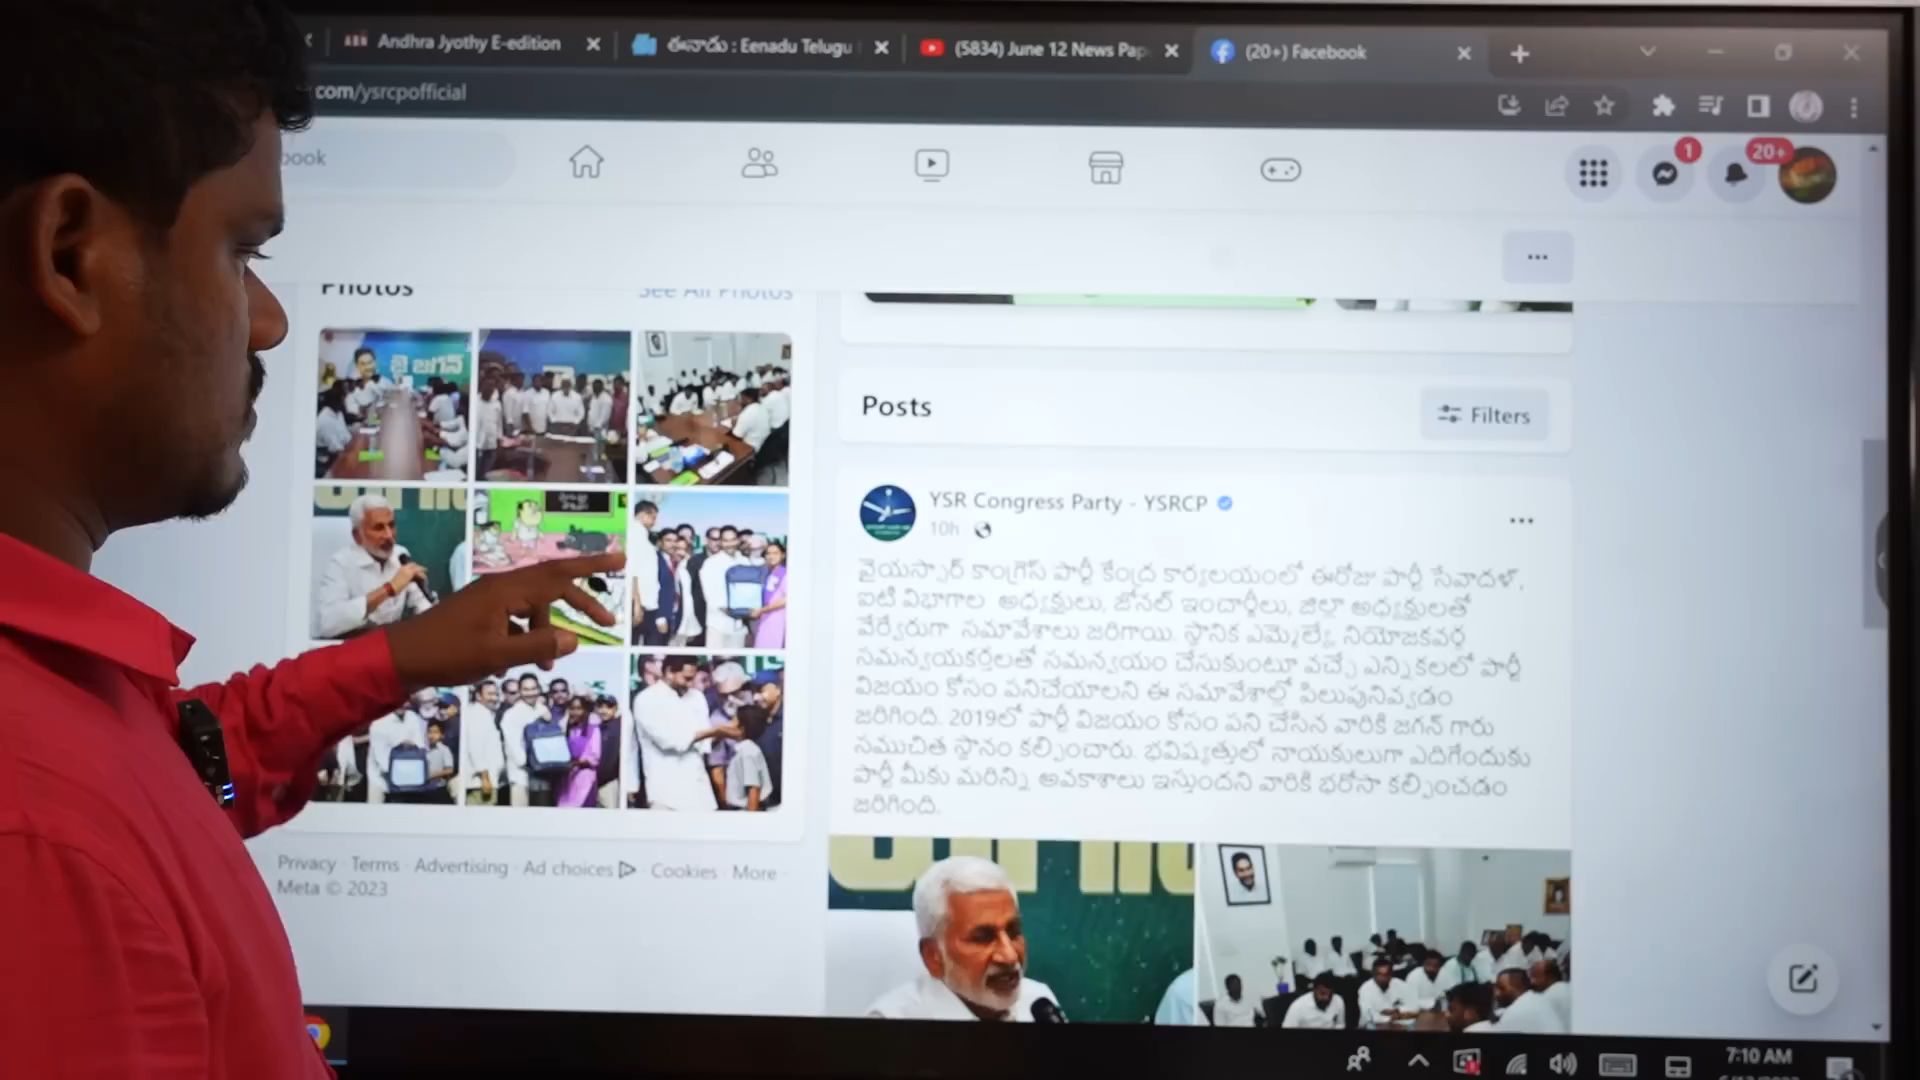 Andhra Jyothy E-edition
ఈనాడు : Eenadu Telugu
(5834) June 12 News Pap
(20+) Facebook
com/ysrcpofficial
book
1
20+
Photos
See All Photos
జై జగన్
Posts
Filters
YSR Congress Party - YSRCP
10h
వైయస్సార్ కాంగ్రెస్ పార్టీ కేంద్ర కార్యలయంలో ఈరోజు పార్టీ సేవాదళ్,
ఐటి విభాగాల అధ్యక్షులు, జోనల్ ఇంచార్జీలు, జిల్లా అధ్యక్షులతో
వేర్వేరుగా సమావేశాలు జరిగాయి. స్థానిక ఎమ్మెల్యే, నియోజకవర్గ
సమన్వయకర్తలతో సమన్వయం చేసుకుంటూ వచ్చే ఎన్నికలలో పార్టీ
విజయం కోసం పనిచేయాలని ఈ సమావేశాల్లో పిలుపునివ్వడం
జరిగింది. 2019లో పార్టీ విజయం కోసం పని చేసిన వారికి జగన్ గారు
సముచిత స్థానం కల్పించారు. భవిష్యత్తులో నాయకులుగా ఎదిగేందుకు
పార్టీ మీకు మరిన్ని అవకాశాలు ఇస్తుందని వారికి భరోసా కల్పించడం
జరిగింది.
Privacy · Terms · Advertising · Ad choices · Cookies · More ·
Meta © 2023
7:10 AM